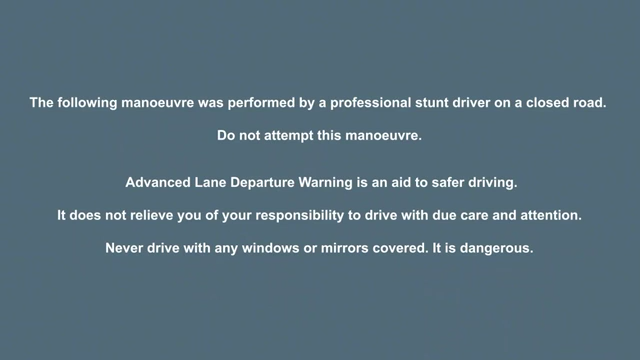 The following manoeuvre was performed by a professional stunt driver on a closed road.
Do not attempt this manoeuvre.
Advanced Lane Departure Warning is an aid to safer driving.
It does not relieve you of your responsibility to drive with due care and attention.
Never drive with any windows or mirrors covered. It is dangerous.